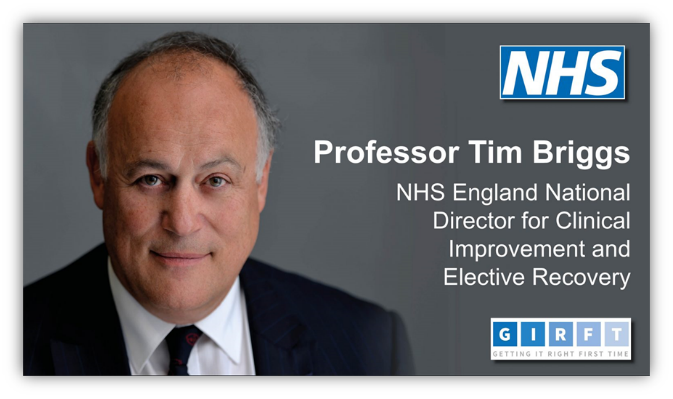 NHS
Professor Tim Briggs
NHS England National
Director for Clinical
Improvement and
Elective Recovery
G I R F T
GETTING IT RIGHT FIRST TIME